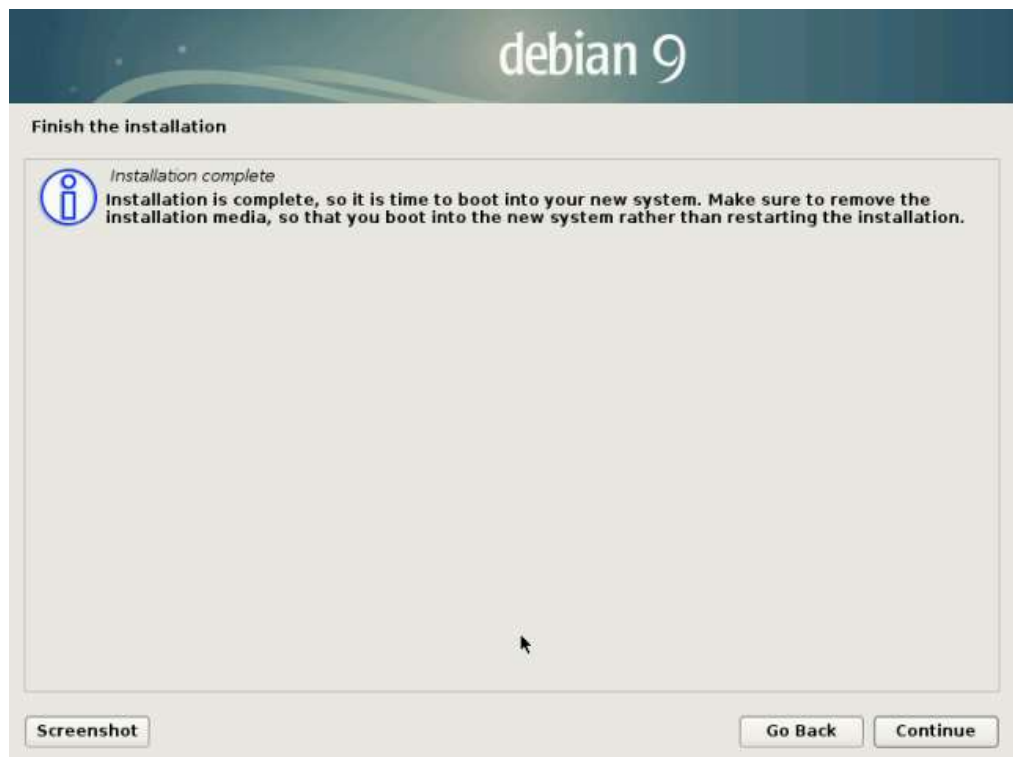 debian 9
Finish the installation
Installation complete
Installation is complete, so it is time to boot into your new system. Make sure to remove the
installation media, so that you boot into the new system rather than restarting the installation.
Screenshot
Go Back
Continue